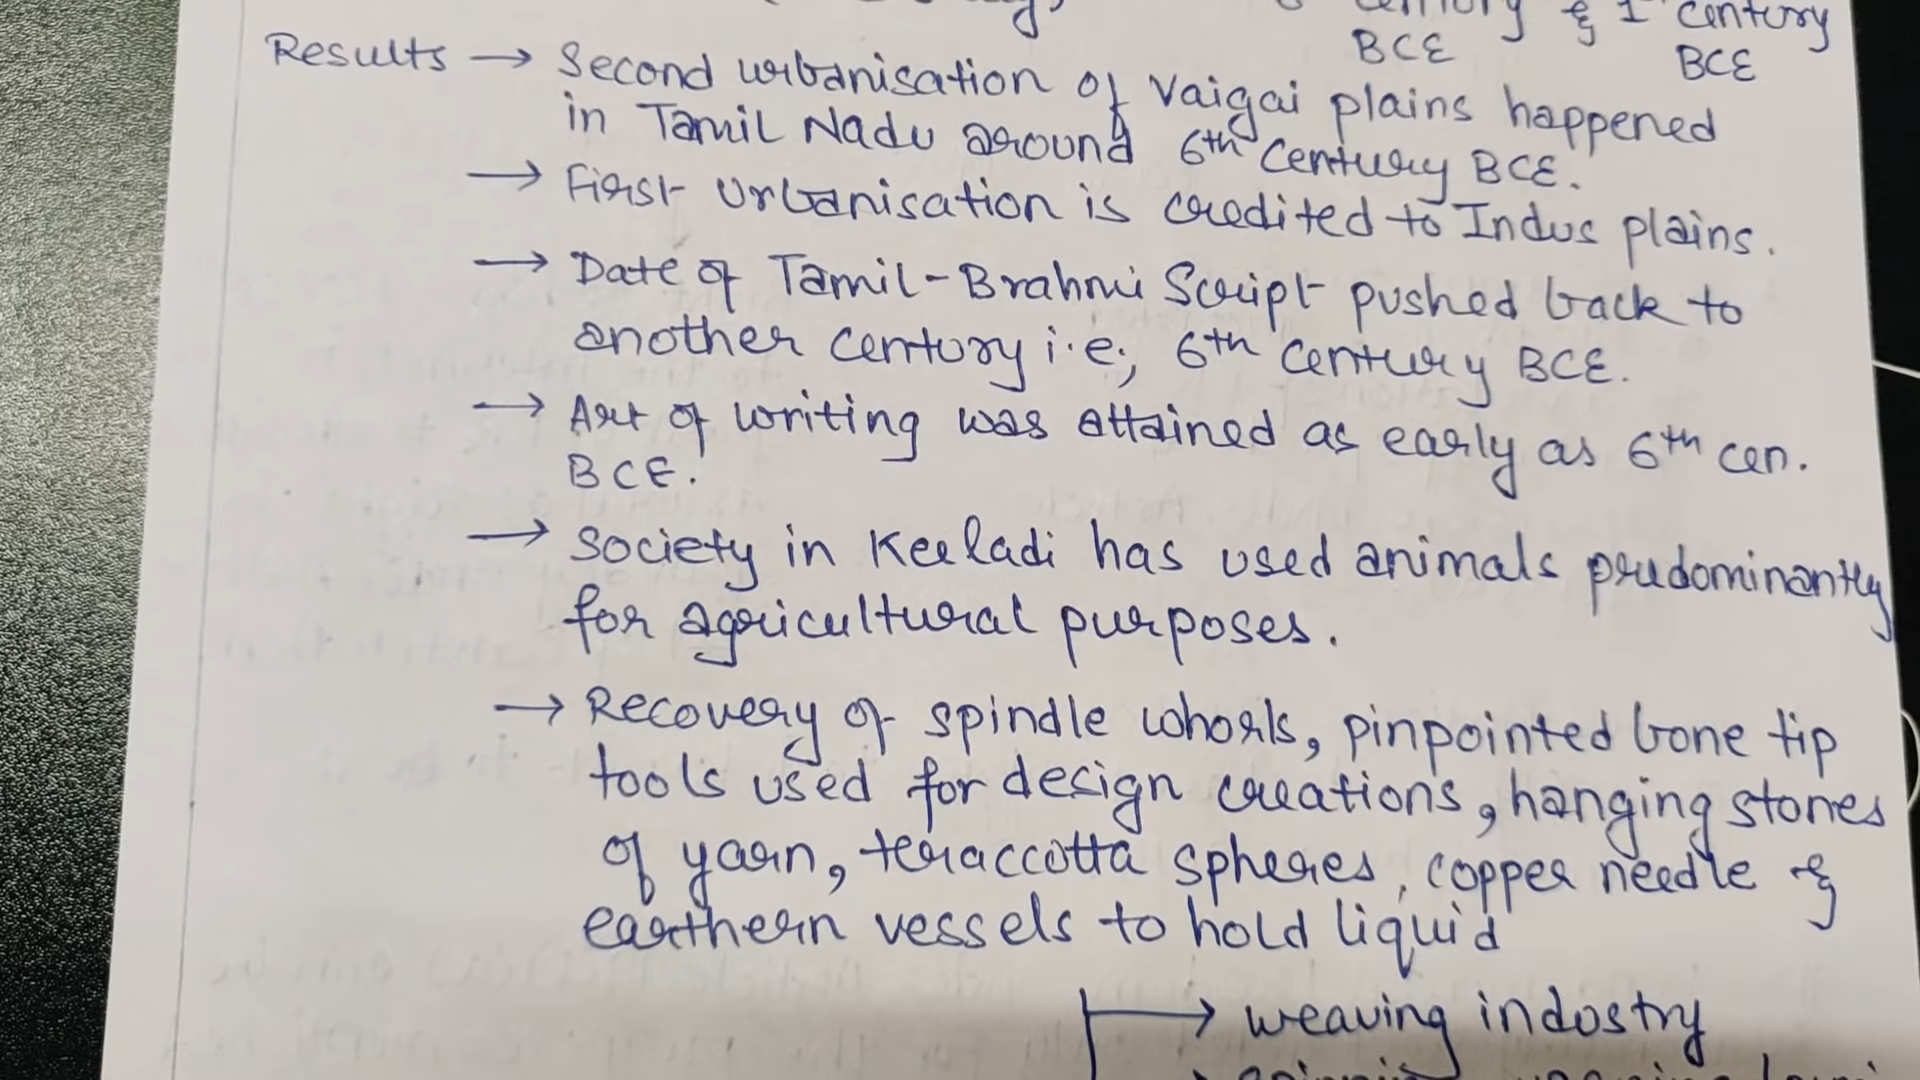 & 1 century
BCE BCE
Results → Second urbanisation of Vaigai plains happened
in Tamil Nadu around 6th Century BCE.
→ First Urbanisation is credited to Indus plains.
→ Date of Tamil-Brahmi Script pushed back to
another century i.e; 6th Century BCE.
→ Art of writing was attained as early as 6th cen.
BCE.
→ Society in Keeladi has used animals predominantly
for agricultural purposes.
→ Recovery of spindle whorls, pinpointed bone tip
tools used for design creations, hanging stones
of yarn, teraccotta spheres, copper needle &
earthern vessels to hold liquid
→ weaving industry